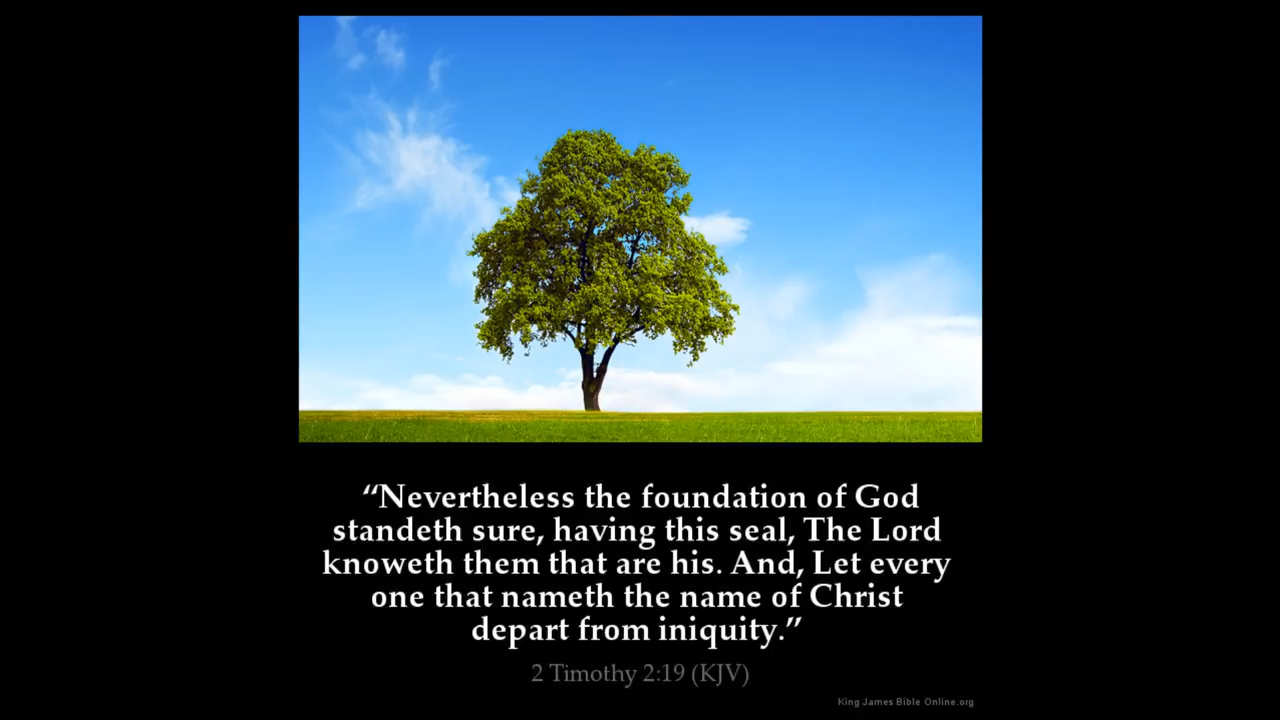 “Nevertheless the foundation of God
standeth sure, having this seal, The Lord
knoweth them that are his. And, Let every
one that nameth the name of Christ
depart from iniquity.”
2 Timothy 2:19 (KJV)
King James Bible Online.org